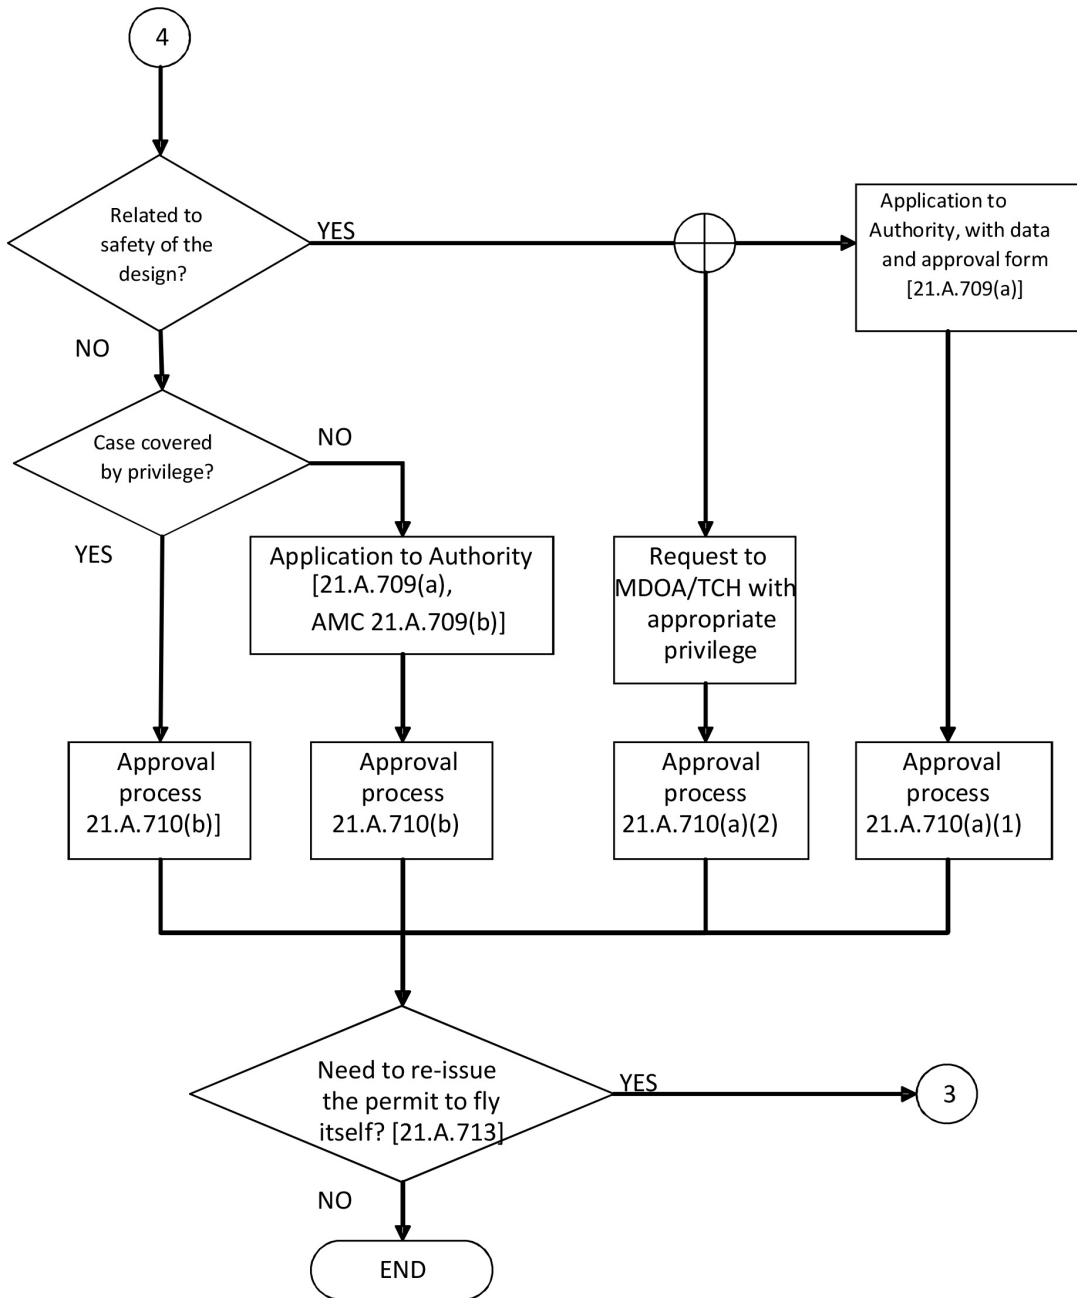 4
Related to
safety of the
design?
YES
Application to
Authority, with data
and approval form
[21.A.709(a)]
NO
Case covered
by privilege?
NO
YES
Application to Authority
[21.A.709(a),
AMC 21.A.709(b)]
Request to
MDOA/TCH with
appropriate
privilege
Approval
process
21.A.710(b)]
Approval
process
21.A.710(b)
Approval
process
21.A.710(a)(2)
Approval
process
21.A.710(a)(1)
Need to re-issue
the permit to fly
itself? [21.A.713]
YES
3
NO
END